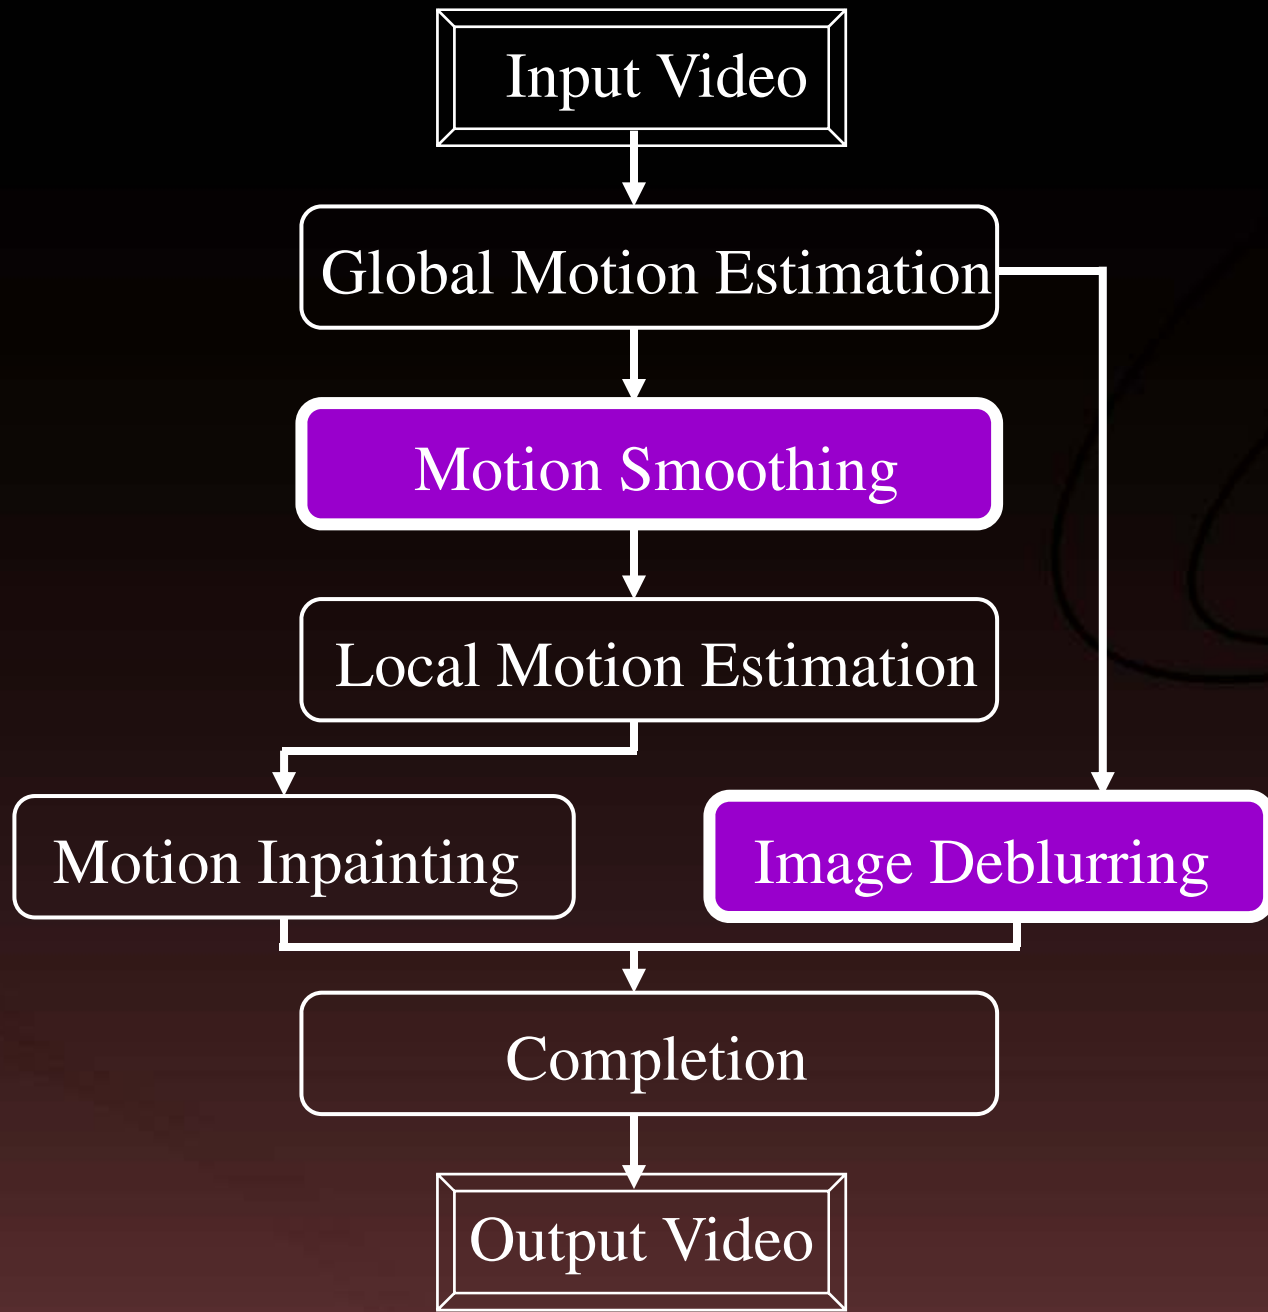 Input Video
Global Motion Estimation
Motion Smoothing
Local Motion Estimation
Motion Inpainting
Image Deblurring
Completion
Output Video